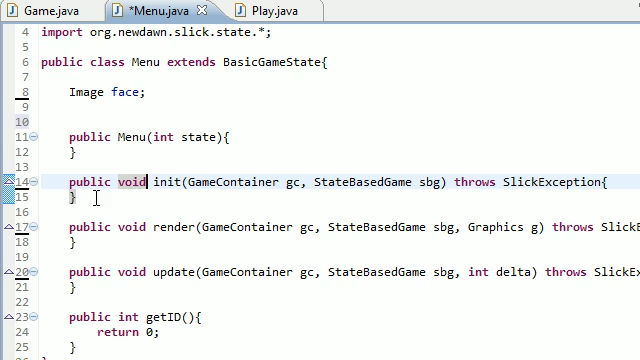 Game.java *Menu.java Play.java
4 import org.newdawn.slick.state.*;
5
6 public class Menu extends BasicGameState{
7
8 Image face;
9
10
11 public Menu(int state){
12 }
13
14 public void init(GameContainer gc, StateBasedGame sbg) throws SlickException{
15 }
16
17 public void render(GameContainer gc, StateBasedGame sbg, Graphics g) throws SlickE
18 }
19
20 public void update(GameContainer gc, StateBasedGame sbg, int delta) throws SlickEx
21 }
22
23 public int getID(){
24 return 0;
25 }